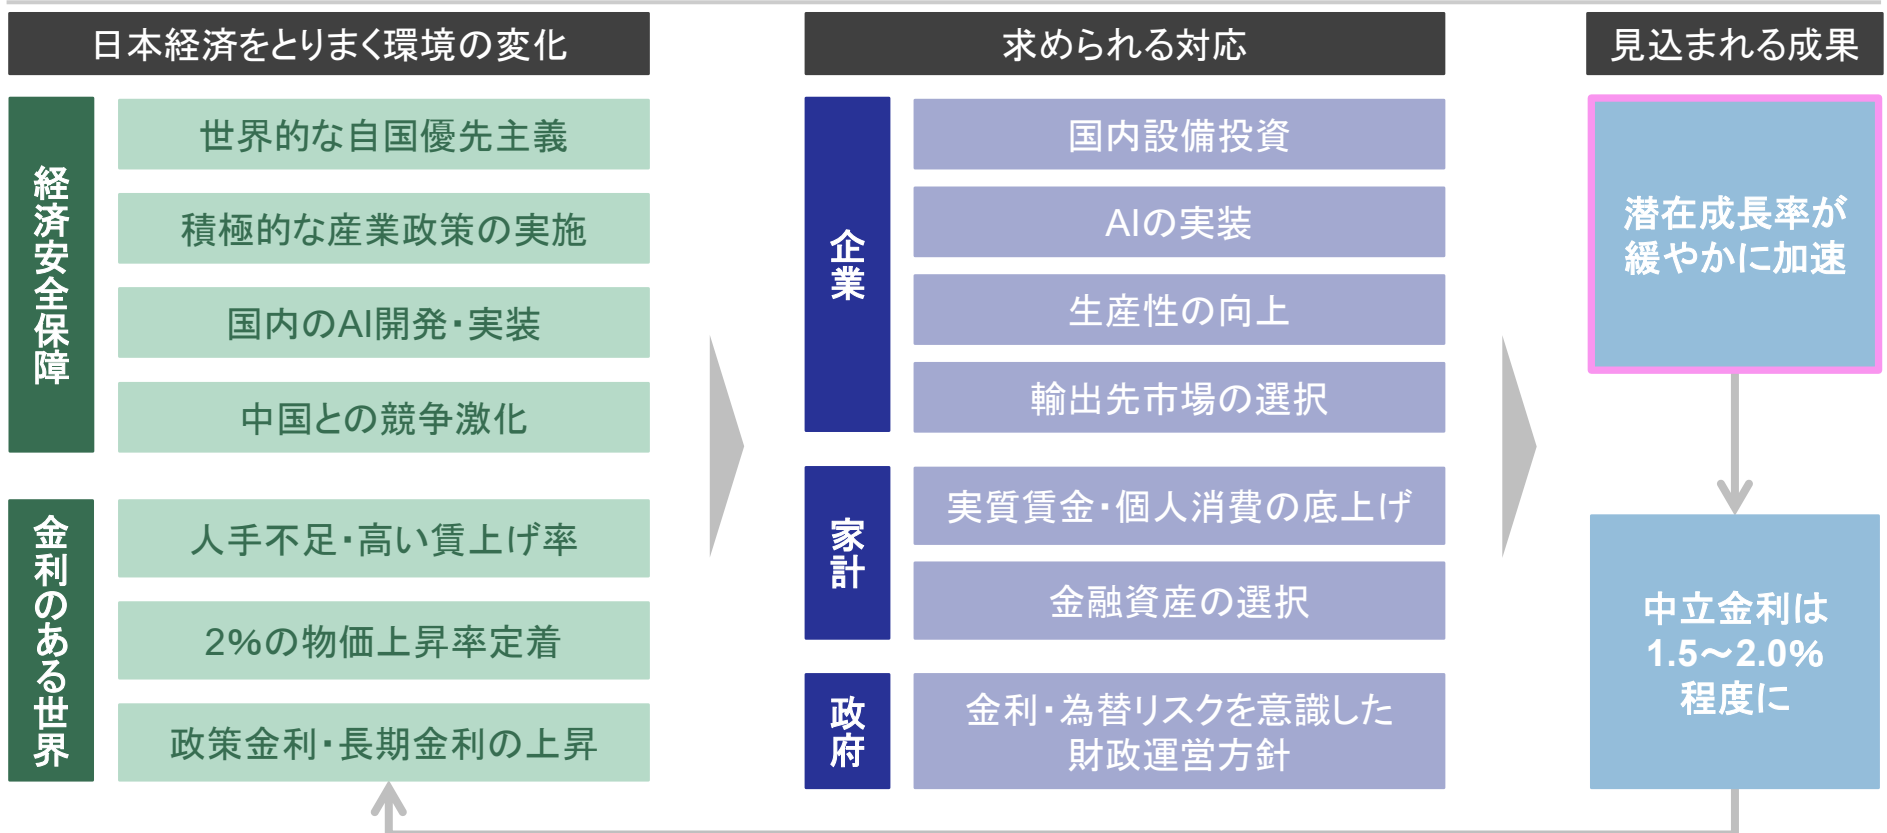 日本経済をとりまく環境の変化
経済安全保障
世界的な自国優先主義
積極的な産業政策の実施
国内のAI開発・実装
中国との競争激化
金利のある世界
人手不足・高い賃上げ率
2%の物価上昇率定着
政策金利・長期金利の上昇
求められる対応
企業
国内設備投資
AIの実装
生産性の向上
輸出先市場の選択
家計
実質賃金・個人消費の底上げ
金融資産の選択
政府
金利・為替リスクを意識した
財政運営方針
見込まれる成果
潜在成長率が
緩やかに加速
中立金利は
1.5～2.0%
程度に